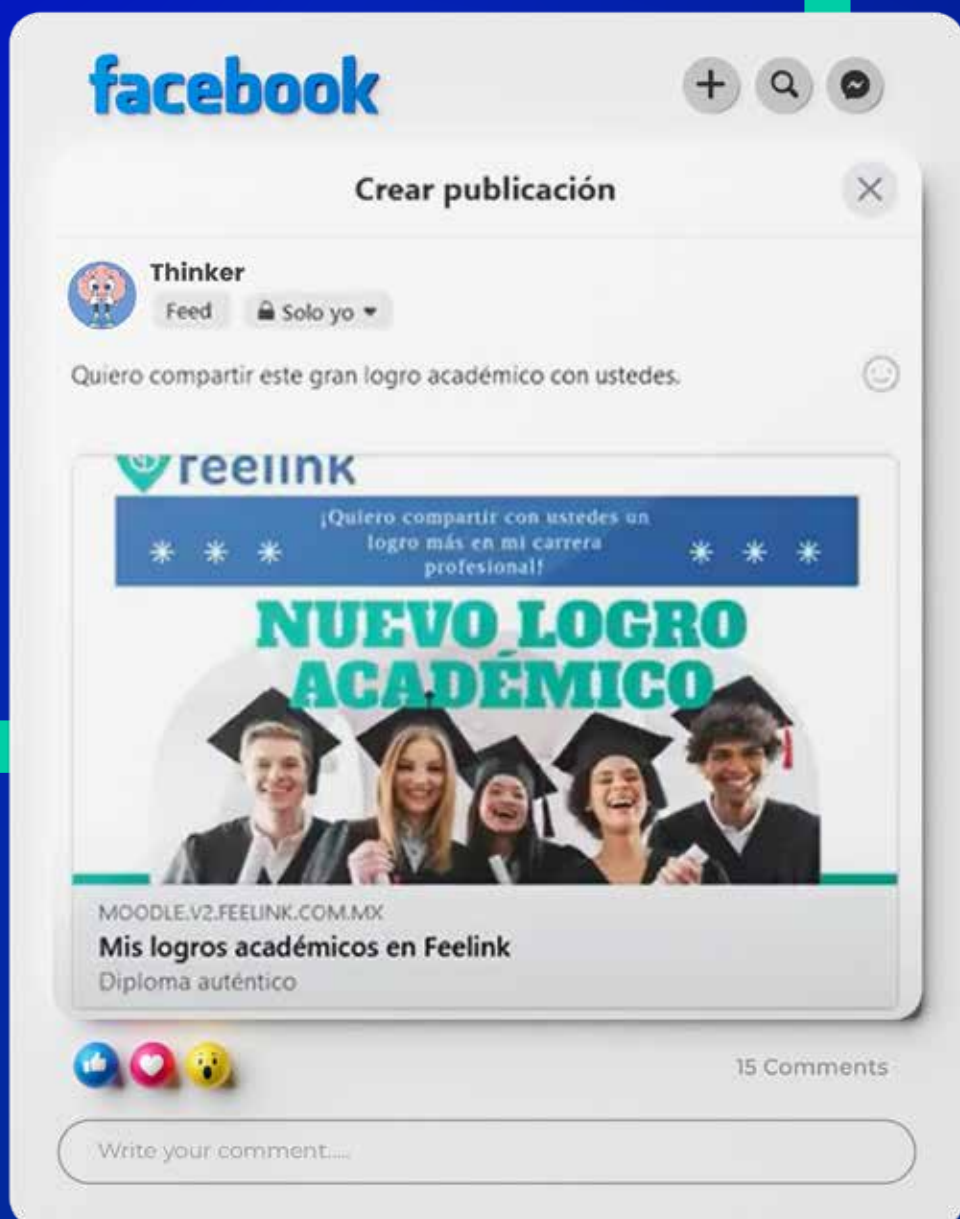 facebook
Crear publicación
Thinker
Feed
Solo yo
Quiero compartir este gran logro académico con ustedes.
feelink
¡Quiero compartir con ustedes un
logro más en mi carrera
profesional!
NUEVO LOGRO
ACADÉMICO
MOODLE.V2.FEELINK.COM.MX
Mis logros académicos en Feelink
Diploma auténtico
15 Comments
Write your comment.....